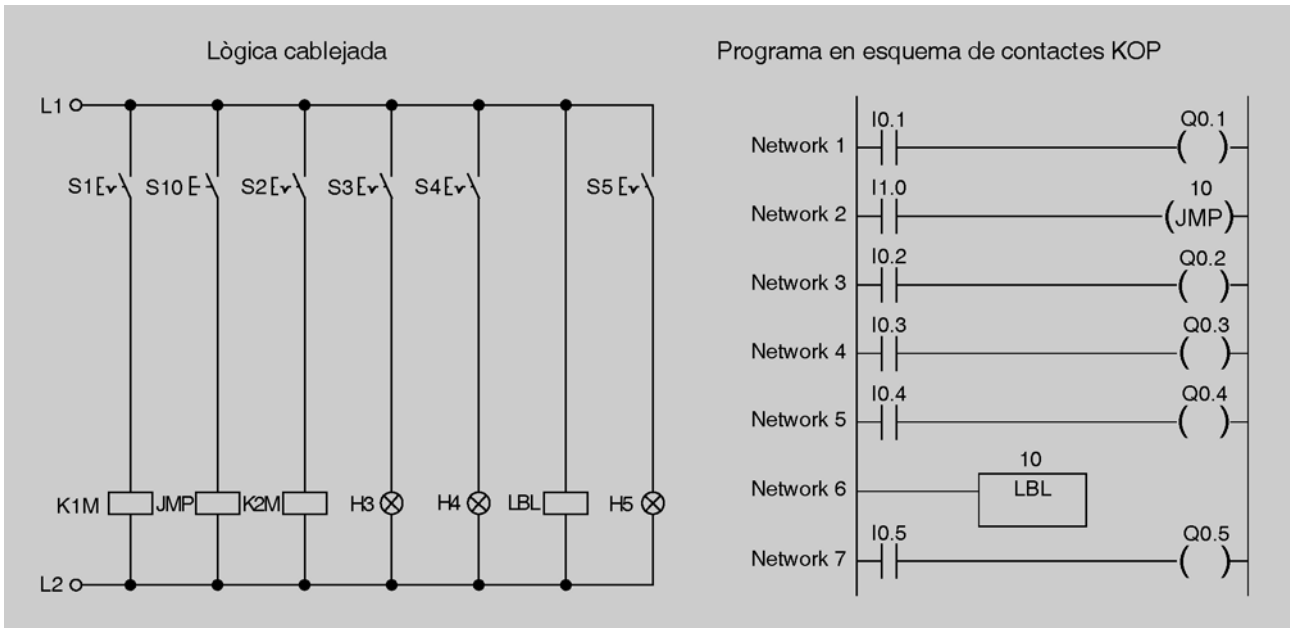 Lògica cablejada
L1
S1
S10
S2
S3
S4
S5
K1M
JMP
K2M
H3
H4
LBL
H5
L2
Programa en esquema de contactes KOP
Network 1
I0.1
Q0.1
Network 2
I1.0
10
JMP
Network 3
I0.2
Q0.2
Network 4
I0.3
Q0.3
Network 5
I0.4
Q0.4
Network 6
10
LBL
Network 7
I0.5
Q0.5